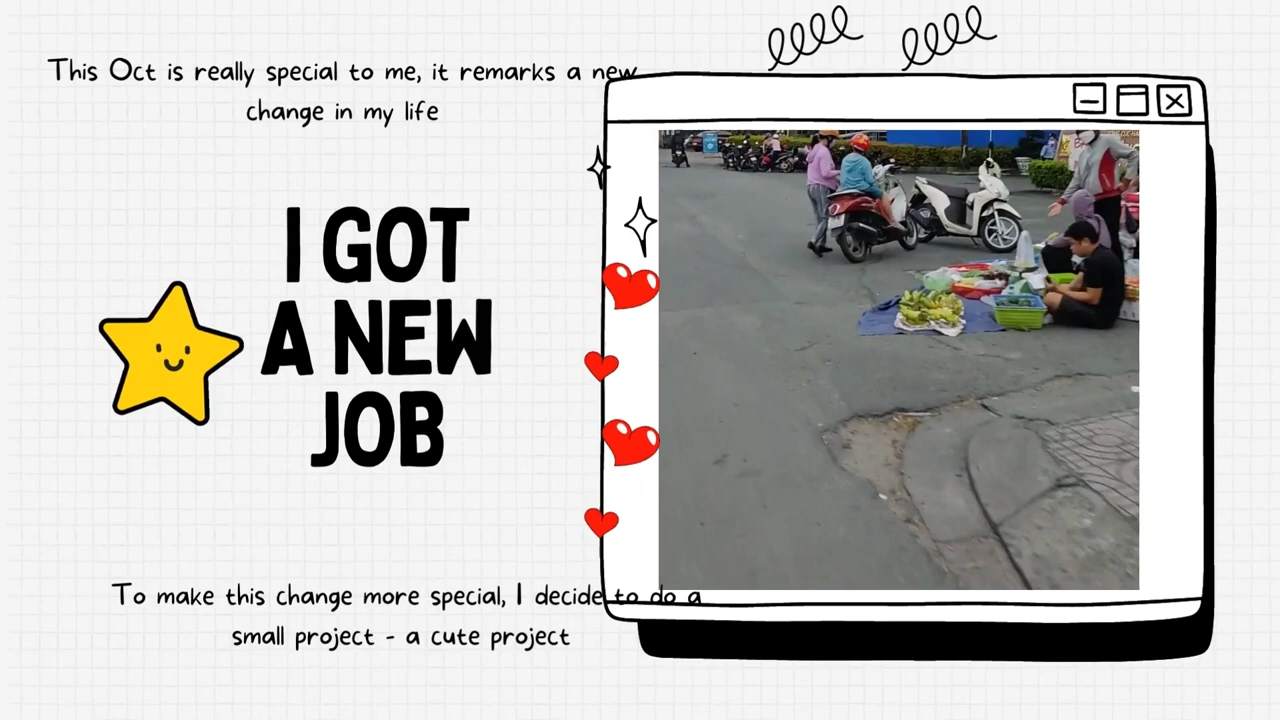 This Oct is really special to me, it remarks a new
change in my life
I GOT
A NEW
JOB
To make this change more special, I decide to do a
small project - a cute project